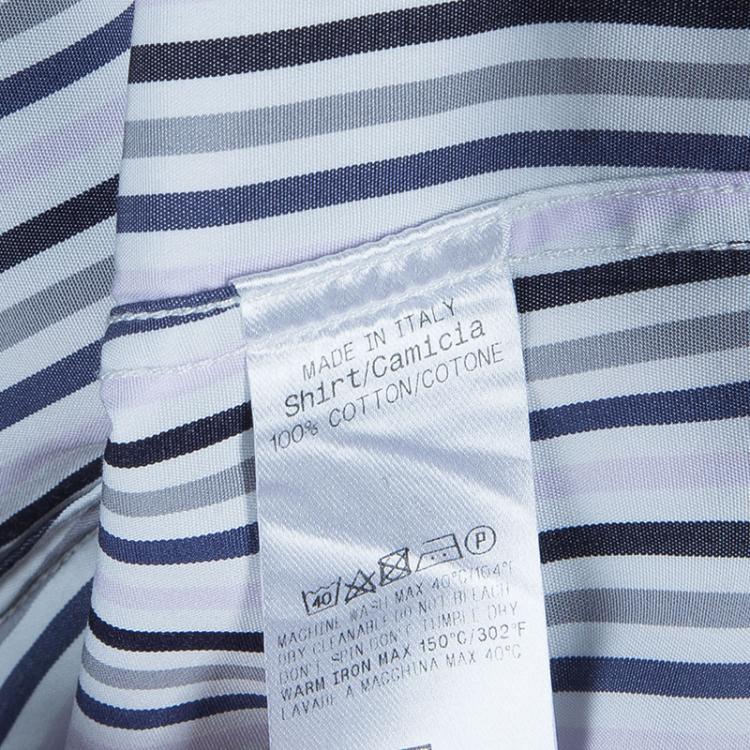 MADE IN ITALY
Shirt/Camicia
100% COTTON/COTONE
40 P
MACHINE WASH MAX 40°C/104°F
DRY CLEANABLE DO NOT BLEACH
DON'T SPIN DON'T TUMBLE DRY
WARM IRON MAX 150°C/302°F
LAVARE A MACCHINA MAX 40°C